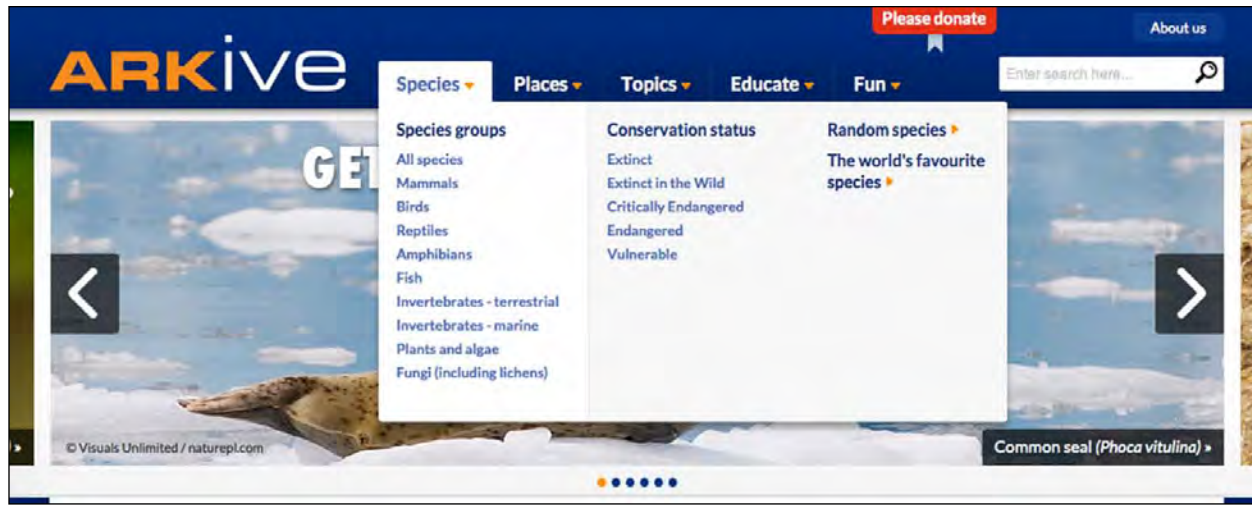 Please donate
About us
ARKive
Enter search here...
Species
Places
Topics
Educate
Fun
GET
Species groups
All species
Mammals
Birds
Reptiles
Amphibians
Fish
Invertebrates - terrestrial
Invertebrates - marine
Plants and algae
Fungi (including lichens)
Conservation status
Extinct
Extinct in the Wild
Critically Endangered
Endangered
Vulnerable
Random species
The world's favourite
species
© Visuals Unlimited / naturepl.com
Common seal (Phoca vitulina) »